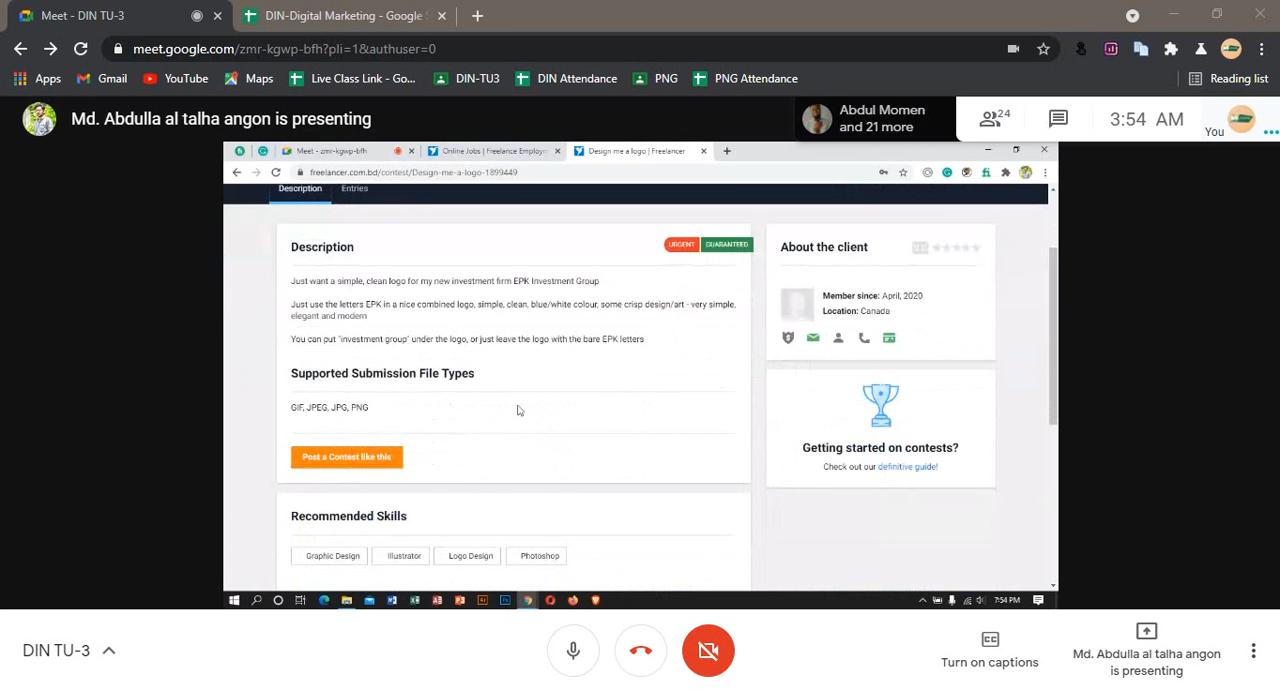 Meet - DIN TU-3
DIN-Digital Marketing - Google
meet.google.com/zmr-kgwp-bfh?pli=1&authuser=0
Apps Gmail YouTube Maps Live Class Link - Go... DIN-TU3 DIN Attendance PNG PNG Attendance Reading list
Md. Abdulla al talha angon is presenting
Abdul Momen
and 21 more
24
3:54 AM
You
Meet - zmr-kgwp-bfh Online Jobs | Freelance Employm Design me a logo | Freelancer
freelancer.com.bd/contest/Design-me-a-logo-1899449
Description Entries
Description
URGENT GUARANTEED
Just want a simple, clean logo for my new investment firm EPK Investment Group
Just use the letters EPK in a nice combined logo, simple, clean, blue/white colour, some crisp design/art - very simple,
elegant and modern
You can put "investment group" under the logo, or just leave the logo with the bare EPK letters
Supported Submission File Types
GIF, JPEG, JPG, PNG
Post a Contest like this
Recommended Skills
Graphic Design Illustrator Logo Design Photoshop
About the client
Member since: April, 2020
Location: Canada
Getting started on contests?
Check out our definitive guide!
7:54 PM
DIN TU-3
Turn on captions
Md. Abdulla al talha angon
is presenting